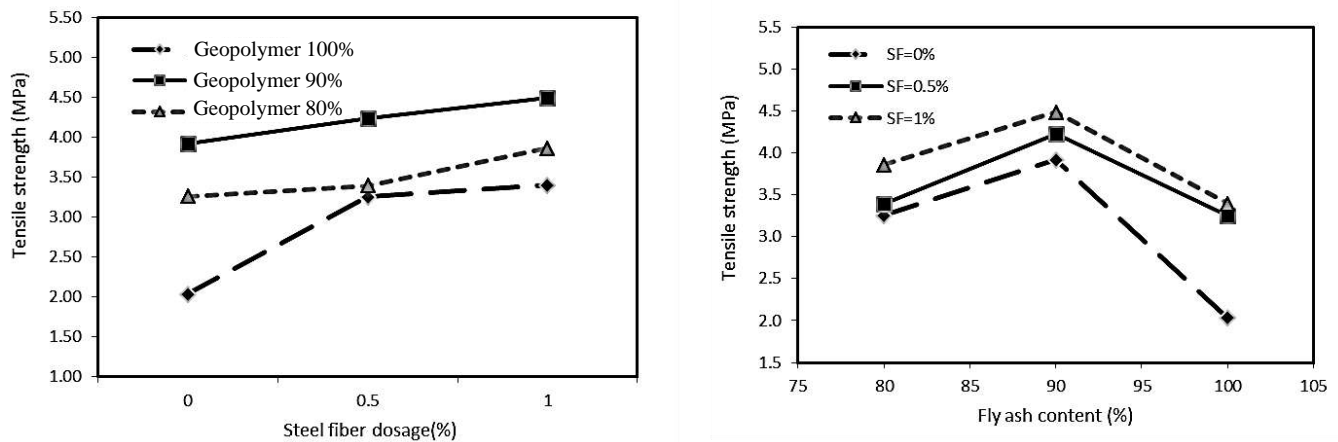 5.50
5.00
4.50
4.00
3.50
3.00
2.50
2.00
1.50
1.00
Tensile strength (MPa)
Geopolymer 100%
Geopolymer 90%
Geopolymer 80%
0
0.5
1
Steel fiber dosage(%)
5.5
5.0
4.5
4.0
3.5
3.0
2.5
2.0
1.5
Tensile strength (MPa)
SF=0%
SF=0.5%
SF=1%
75
80
85
90
95
100
105
Fly ash content (%)